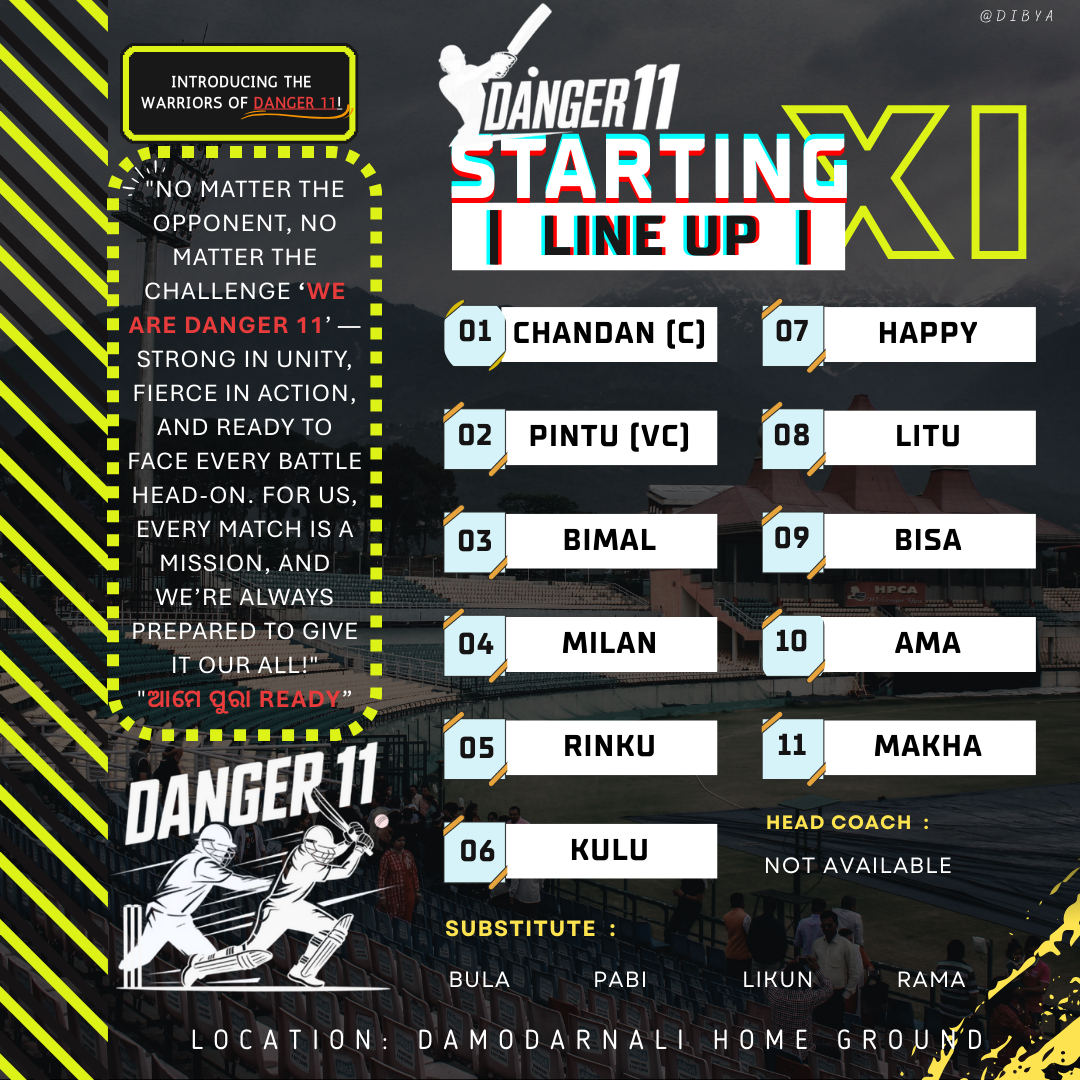 @DIBYA
INTRODUCING THE
WARRIORS OF DANGER 11!
"NO MATTER THE
OPPONENT, NO
MATTER THE
CHALLENGE ‘WE
ARE DANGER 11’ —
STRONG IN UNITY,
FIERCE IN ACTION,
AND READY TO
FACE EVERY BATTLE
HEAD-ON. FOR US,
EVERY MATCH IS A
MISSION, AND
WE’RE ALWAYS
PREPARED TO GIVE
IT OUR ALL!"
"ଆମେ ପୁରା READY”
DANGER 11
DANGER 11
STARTING XI
| LINE UP |
01 CHANDAN (C)
02 PINTU (VC)
03 BIMAL
04 MILAN
05 RINKU
06 KULU
07 HAPPY
08 LITU
09 BISA
HPCA
10 AMA
11 MAKHA
HEAD COACH :
NOT AVAILABLE
SUBSTITUTE :
BULA PABI LIKUN RAMA
LOCATION: DAMODARNALI HOME GROUND